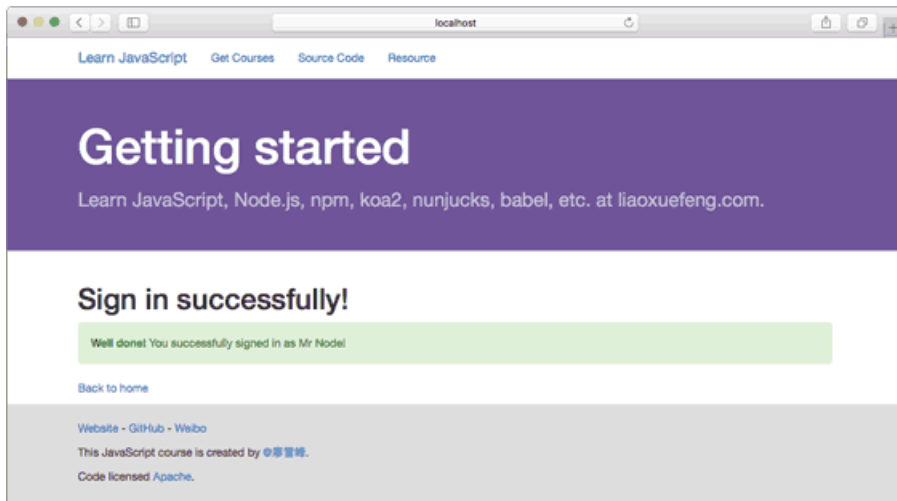 localhost
Learn JavaScript Get Courses Source Code Resource
Getting started
Learn JavaScript, Node.js, npm, koa2, nunjucks, babel, etc. at liaoxuefeng.com.
Sign in successfully!
Well done! You successfully signed in as Mr Node!
Back to home
Website - GitHub - Weibo
This JavaScript course is created by @廖雪峰.
Code licensed Apache.